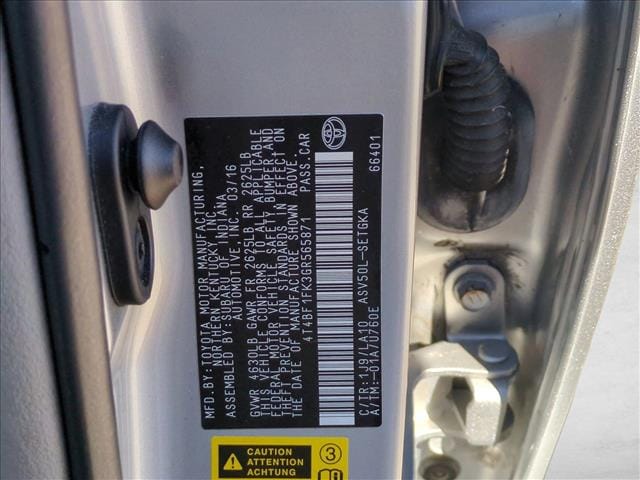 MFD. BY: TOYOTA MOTOR MANUFACTURING,
NORTHERN KENTUCKY, INC.
ASSEMBLED BY: SUBARU OF INDIANA
AUTOMOTIVE, INC. 03/16
GVWR 4630LB GAWR FR 2625LB RR 2625LB
THIS VEHICLE CONFORMS TO ALL APPLICABLE
FEDERAL MOTOR VEHICLE SAFETY, BUMPER AND
THEFT PREVENTION STANDARDS IN EFFECT ON
THE DATE OF MANUFACTURE SHOWN ABOVE.
4T4BF1FK3GR565871 PASS.CAR
66401
C/TR:1J9/LA10 ASV50L-SETGKA
A/TM:-01A/0760E
CAUTION
ATTENTION
ACHTUNG
3